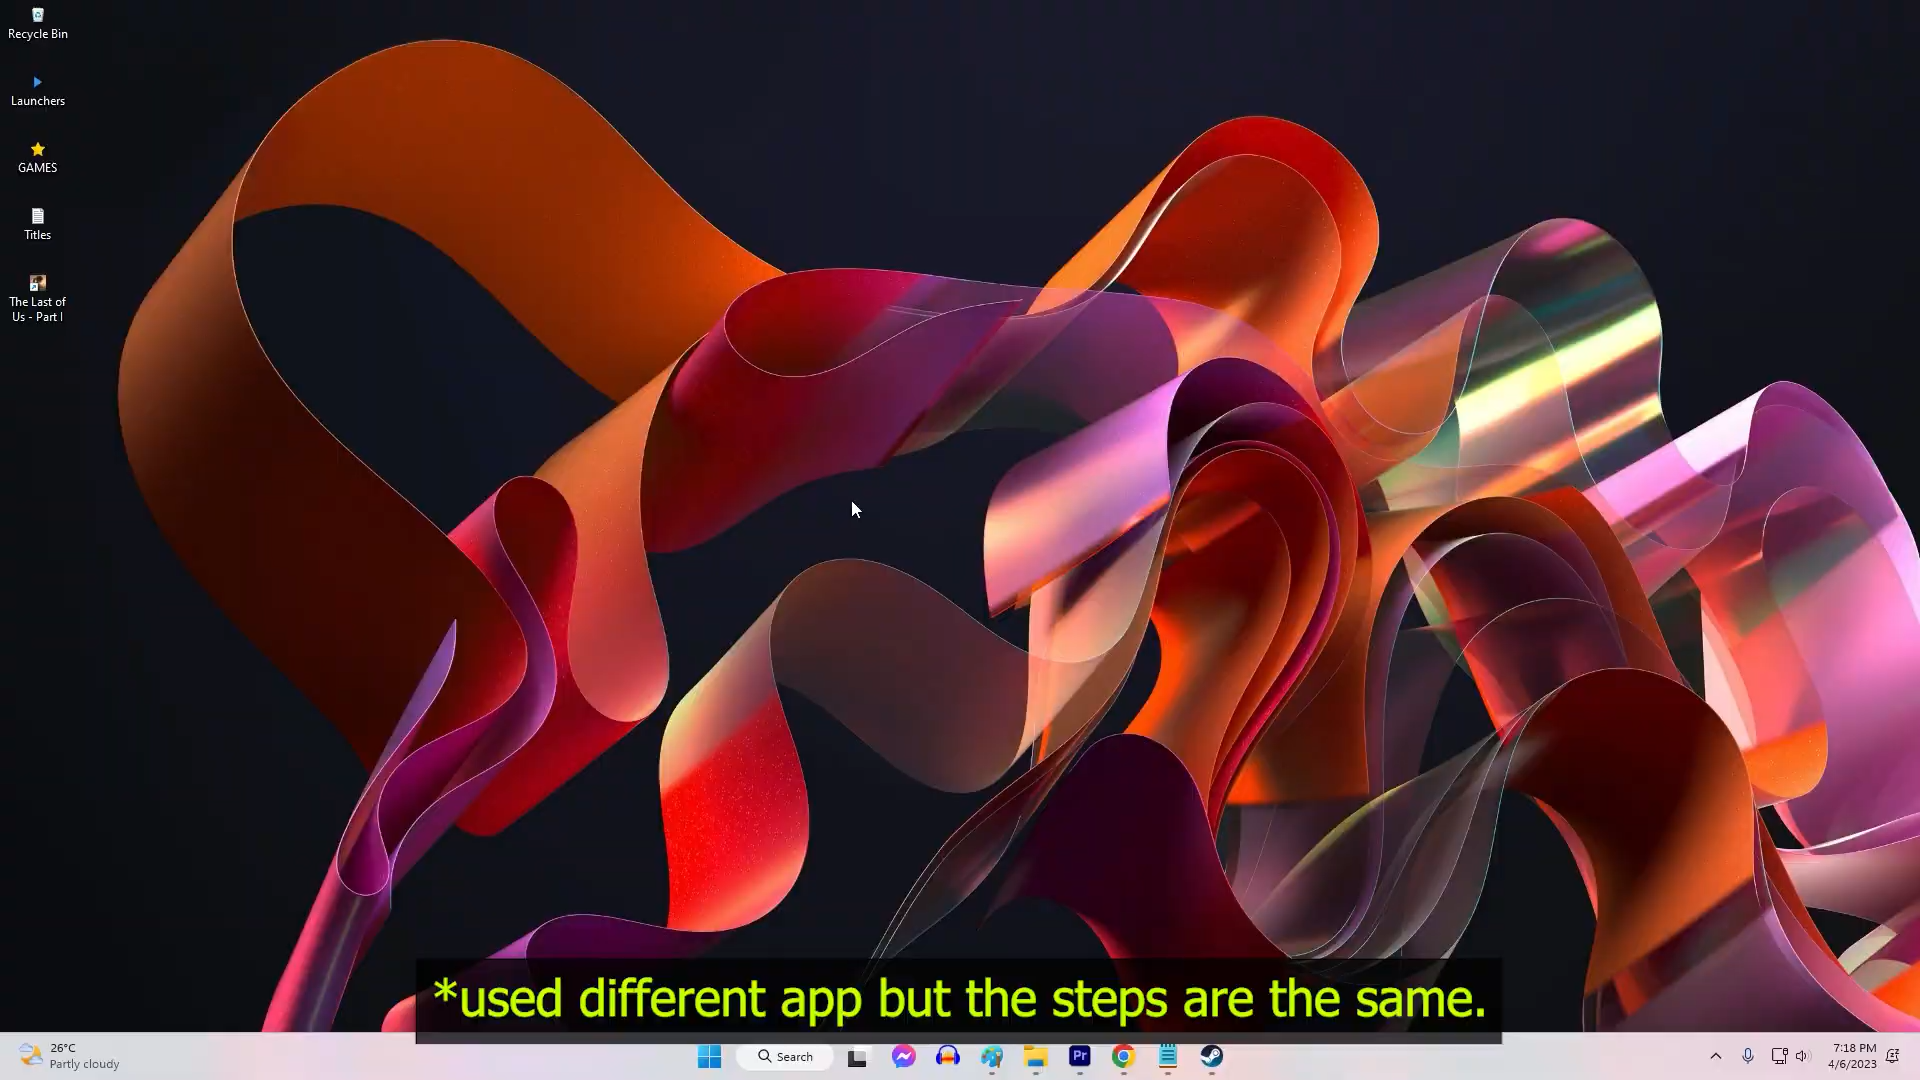 Recycle Bin
Launchers
GAMES
Titles
The Last of
Us - Part I
*used different app but the steps are the same.
26°C
Partly cloudy
Search
Pr
7:18 PM
4/6/2023